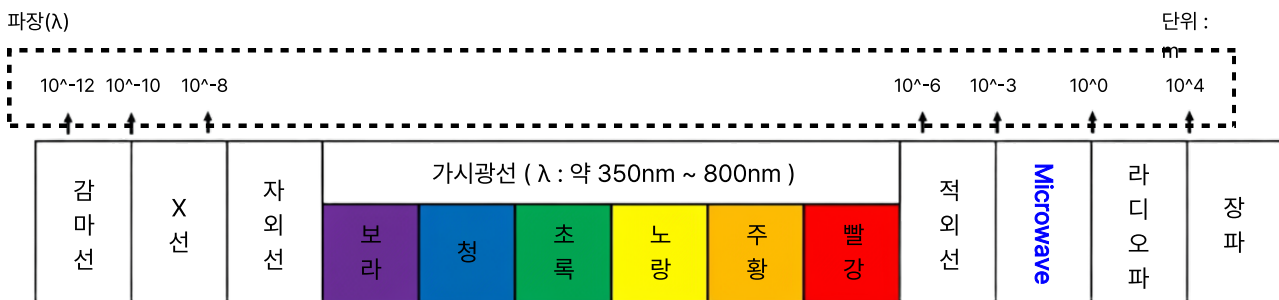 파장(λ)
단위 :
m
10^-12 10^-10 10^-8 10^-6 10^-3 10^0 10^4
감마선
X선
자외선
가시광선 ( λ : 약 350nm ~ 800nm )
보라
청
초록
노랑
주황
빨강
적외선
Microwave
라디오파
장파